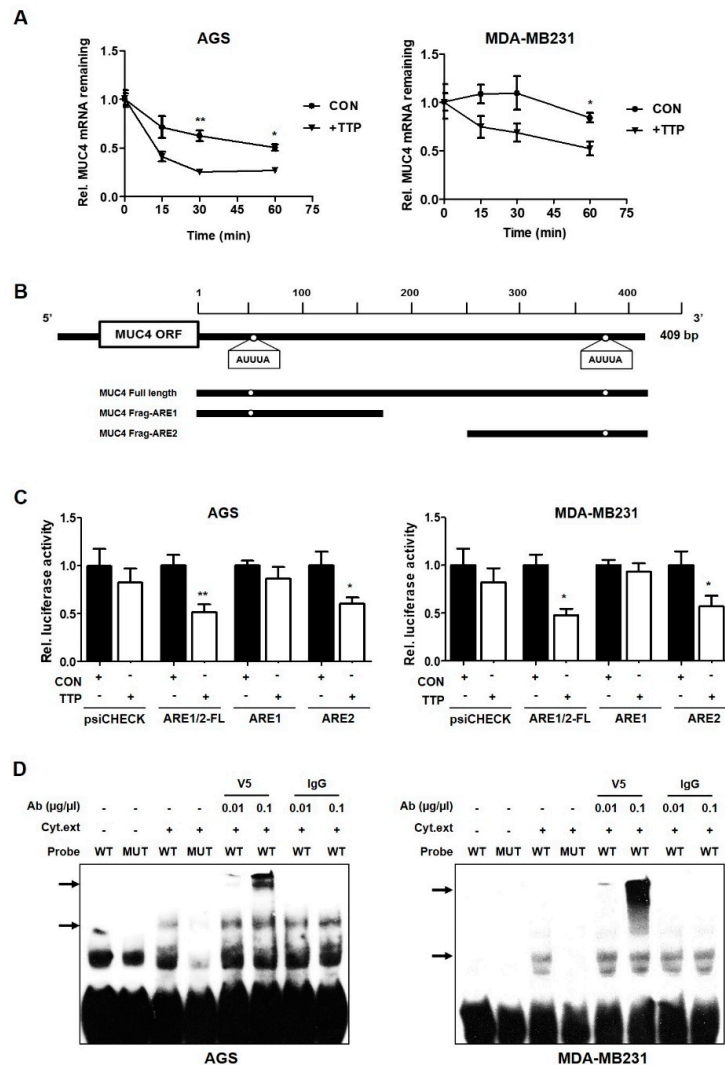 A
AGS
MDA-MB231
Rel. MUC4 mRNA remaining
1.5
1.0
0.5
0.0
0 15 30 45 60 75
Time (min)
**
*
CON
+TTP
Rel. MUC4 mRNA remaining
1.5
1.0
0.5
0.0
0 15 30 45 60 75
Time (min)
*
CON
+TTP
B
1 100 200 300 400
5' 3'
MUC4 ORF
409 bp
AUUUA AUUUA
MUC4 Full length
MUC4 Frag-ARE1
MUC4 Frag-ARE2
C
AGS
Rel. luciferase activity
1.5
1.0
0.5
0.0
** *
CON + - + - + - + -
TTP - + - + - + - +
psiCHECK ARE1/2-FL ARE1 ARE2
MDA-MB231
Rel. luciferase activity
1.5
1.0
0.5
0.0
* *
CON + - + - + - + -
TTP - + - + - + - +
psiCHECK ARE1/2-FL ARE1 ARE2
D
V5 IgG
Ab (µg/µl) - - - - 0.01 0.1 0.01 0.1
Cyt.ext - - + + + + + +
Probe WT MUT WT MUT WT WT WT WT
AGS
V5 IgG
Ab (µg/µl) - - - - 0.01 0.1 0.01 0.1
Cyt.ext - - + + + + + +
Probe WT MUT WT MUT WT WT WT WT
MDA-MB231